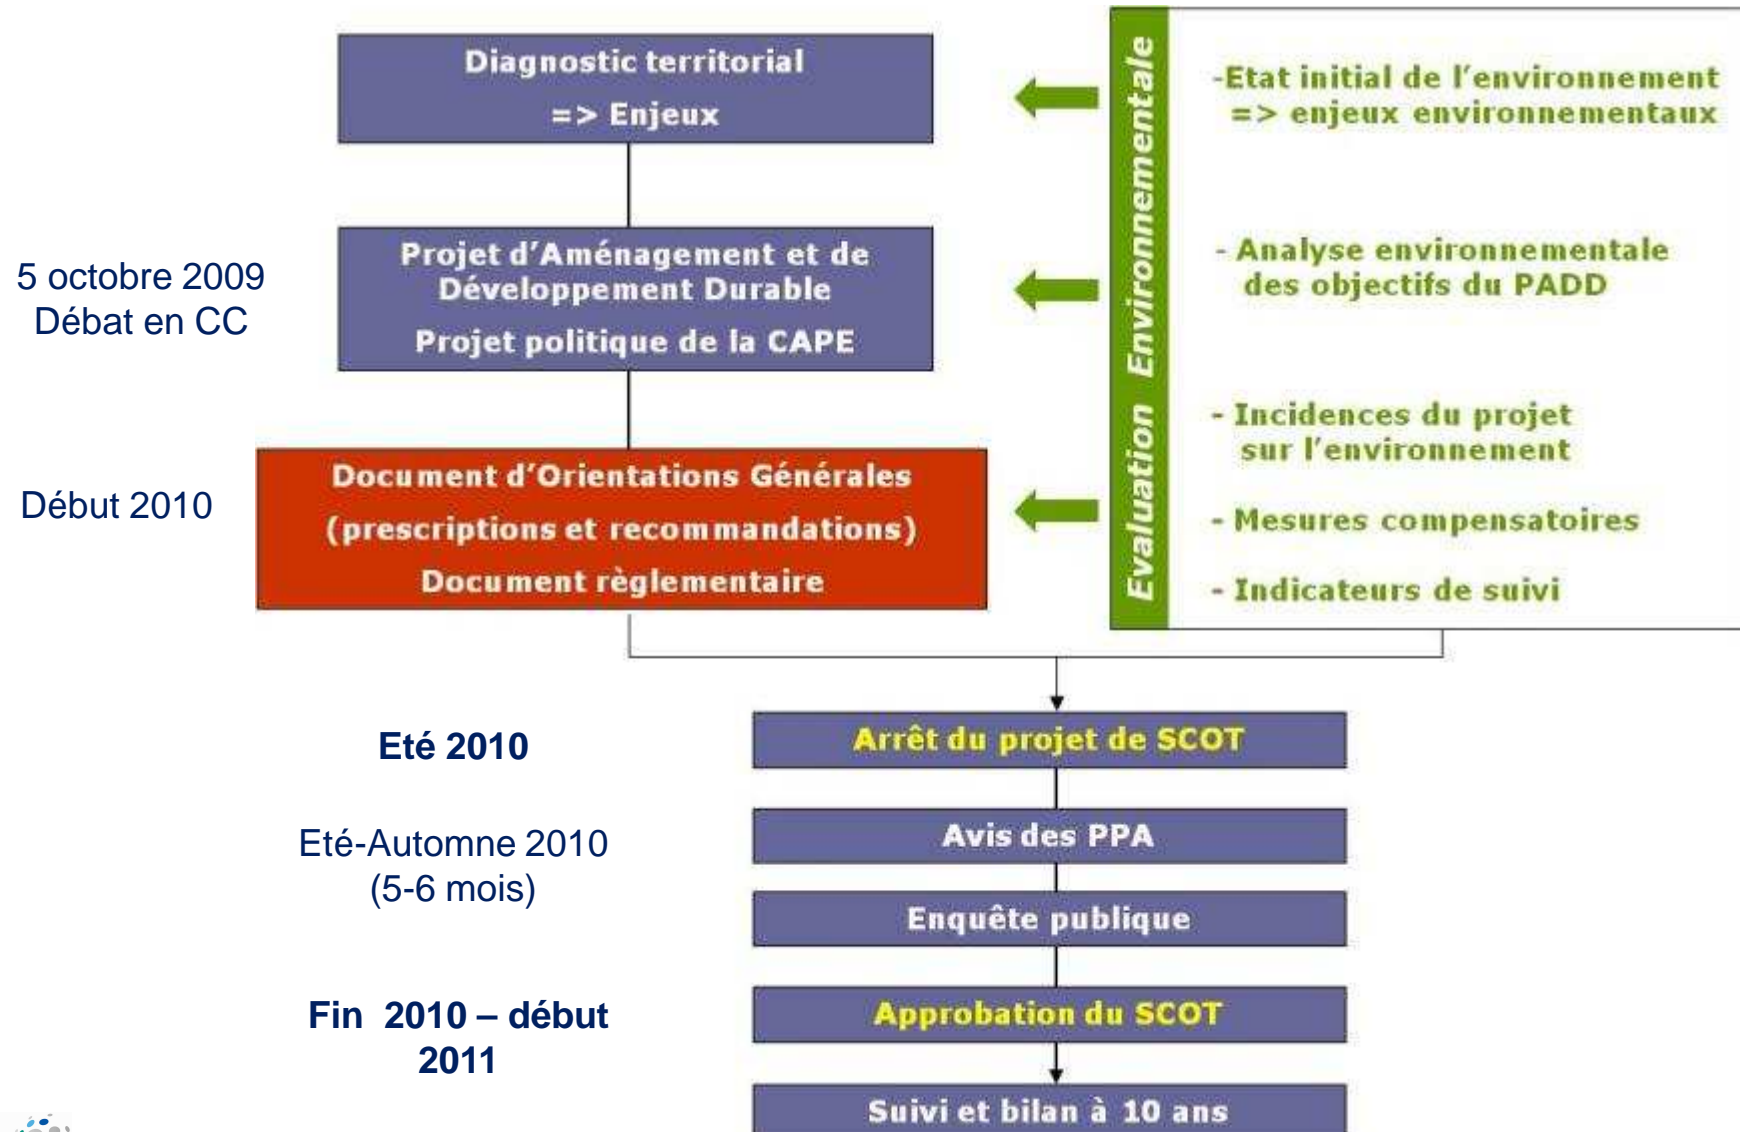 Diagnostic territorial
=> Enjeux
5 octobre 2009
Débat en CC
Projet d'Aménagement et de
Développement Durable
Projet politique de la CAPE
Début 2010
Document d'Orientations Générales
(prescriptions et recommandations)
Document règlementaire
Evaluation Environnementale
-Etat initial de l'environnement
=> enjeux environnementaux
- Analyse environnementale
des objectifs du PADD
- Incidences du projet
sur l'environnement
- Mesures compensatoires
- Indicateurs de suivi
Eté 2010
Arrêt du projet de SCOT
Eté-Automne 2010
(5-6 mois)
Avis des PPA
Enquête publique
Fin 2010 – début
2011
Approbation du SCOT
Suivi et bilan à 10 ans